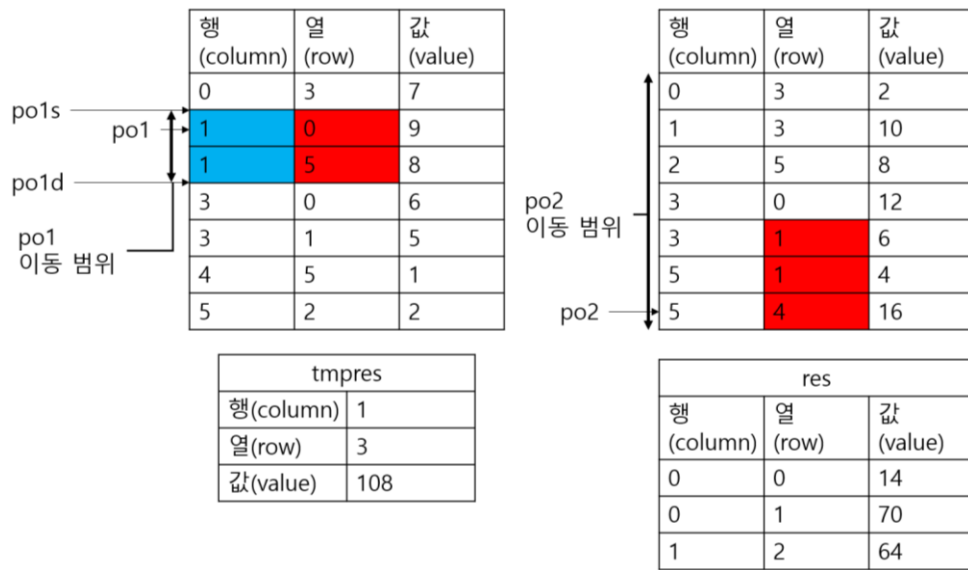 행 (column) 열 (row) 값 (value)
0 3 7
1 0 9
1 5 8
3 0 6
3 1 5
4 5 1
5 2 2
po1s
po1
po1d
po1
이동 범위
행 (column) 열 (row) 값 (value)
0 3 2
1 3 10
2 5 8
3 0 12
3 1 6
5 1 4
5 4 16
po2
이동 범위
po2
tmpres
행(column) 1
열(row) 3
값(value) 108
res
행 (column) 열 (row) 값 (value)
0 0 14
0 1 70
1 2 64